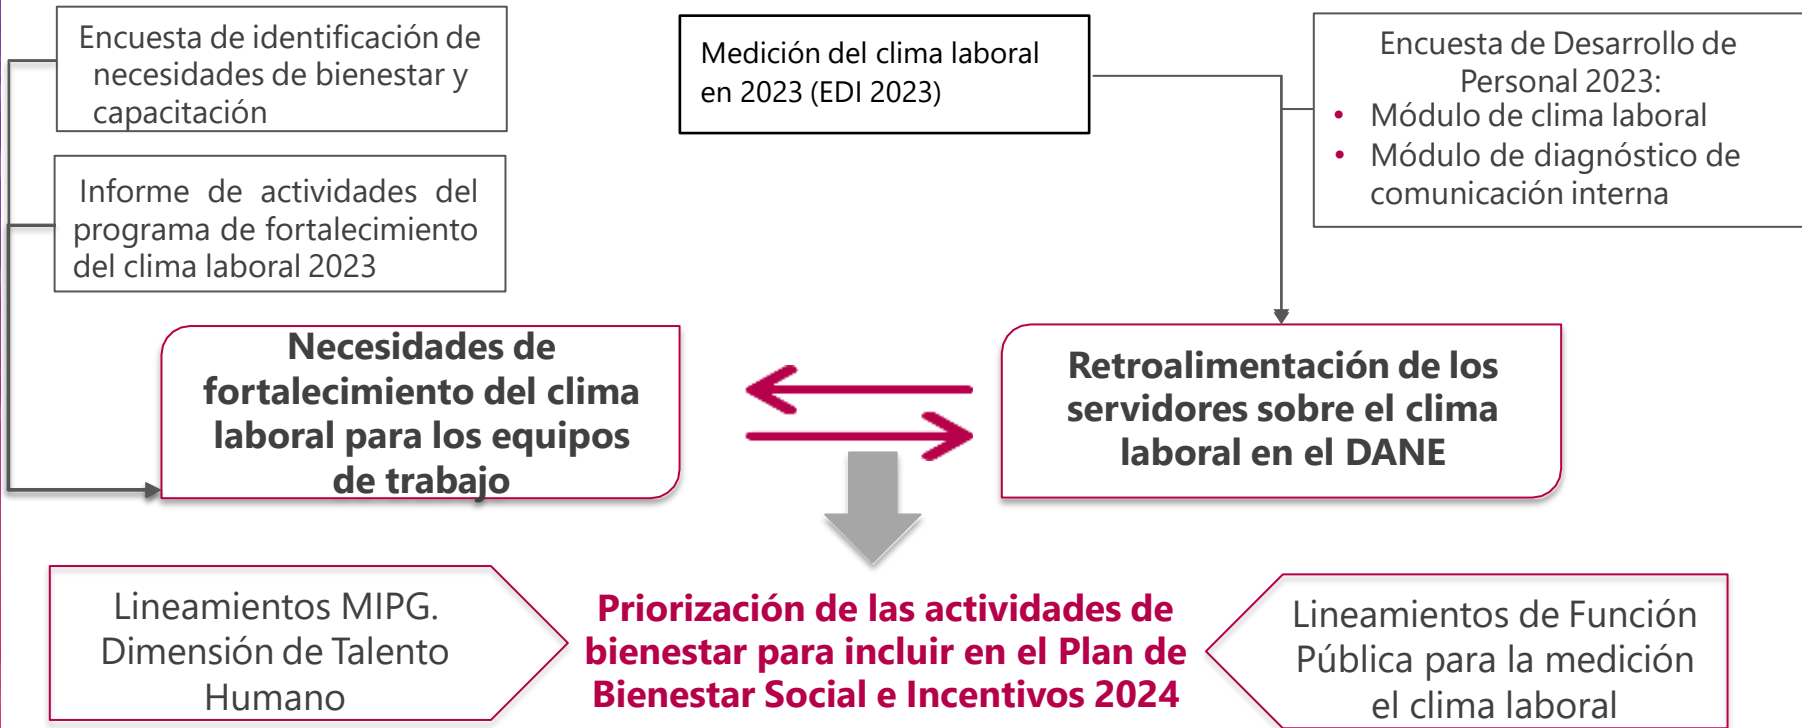 Encuesta de identificación de
necesidades de bienestar y
capacitación
Informe de actividades del
programa de fortalecimiento
del clima laboral 2023
Medición del clima laboral
en 2023 (EDI 2023)
Encuesta de Desarrollo de
Personal 2023:
• Módulo de clima laboral
• Módulo de diagnóstico de
comunicación interna
Necesidades de
fortalecimiento del clima
laboral para los equipos
de trabajo
Retroalimentación de los
servidores sobre el clima
laboral en el DANE
Lineamientos MIPG.
Dimensión de Talento
Humano
Priorización de las actividades de
bienestar para incluir en el Plan de
Bienestar Social e Incentivos 2024
Lineamientos de Función
Pública para la medición
el clima laboral